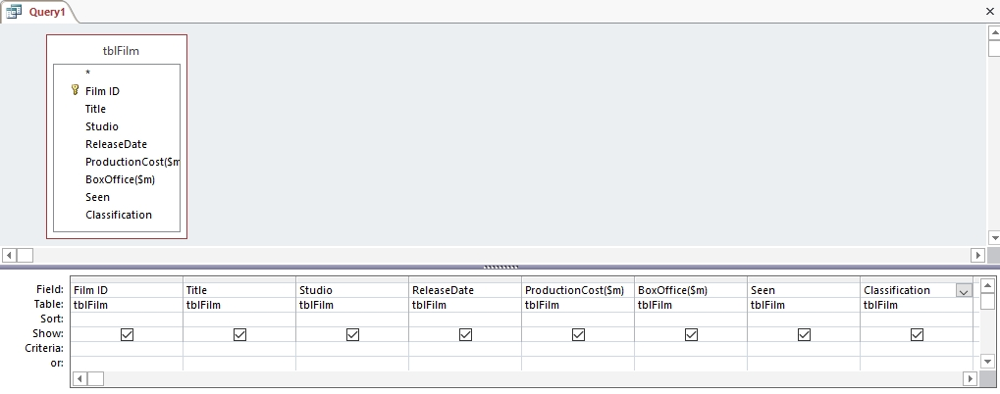 Query1
tblFilm
*
Film ID
Title
Studio
ReleaseDate
ProductionCost($m
BoxOffice($m)
Seen
Classification
Field: Film ID Title Studio ReleaseDate ProductionCost($m) BoxOffice($m) Seen Classification
Table: tblFilm tblFilm tblFilm tblFilm tblFilm tblFilm tblFilm tblFilm
Sort:
Show:
Criteria:
or: